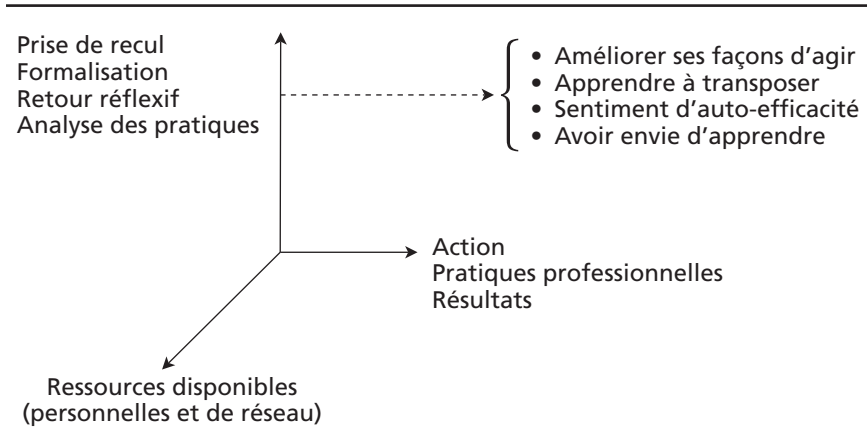 Prise de recul
Formalisation
Retour réflexif
Analyse des pratiques
• Améliorer ses façons d’agir
• Apprendre à transposer
• Sentiment d’auto-efficacité
• Avoir envie d’apprendre
Action
Pratiques professionnelles
Résultats
Ressources disponibles
(personnelles et de réseau)